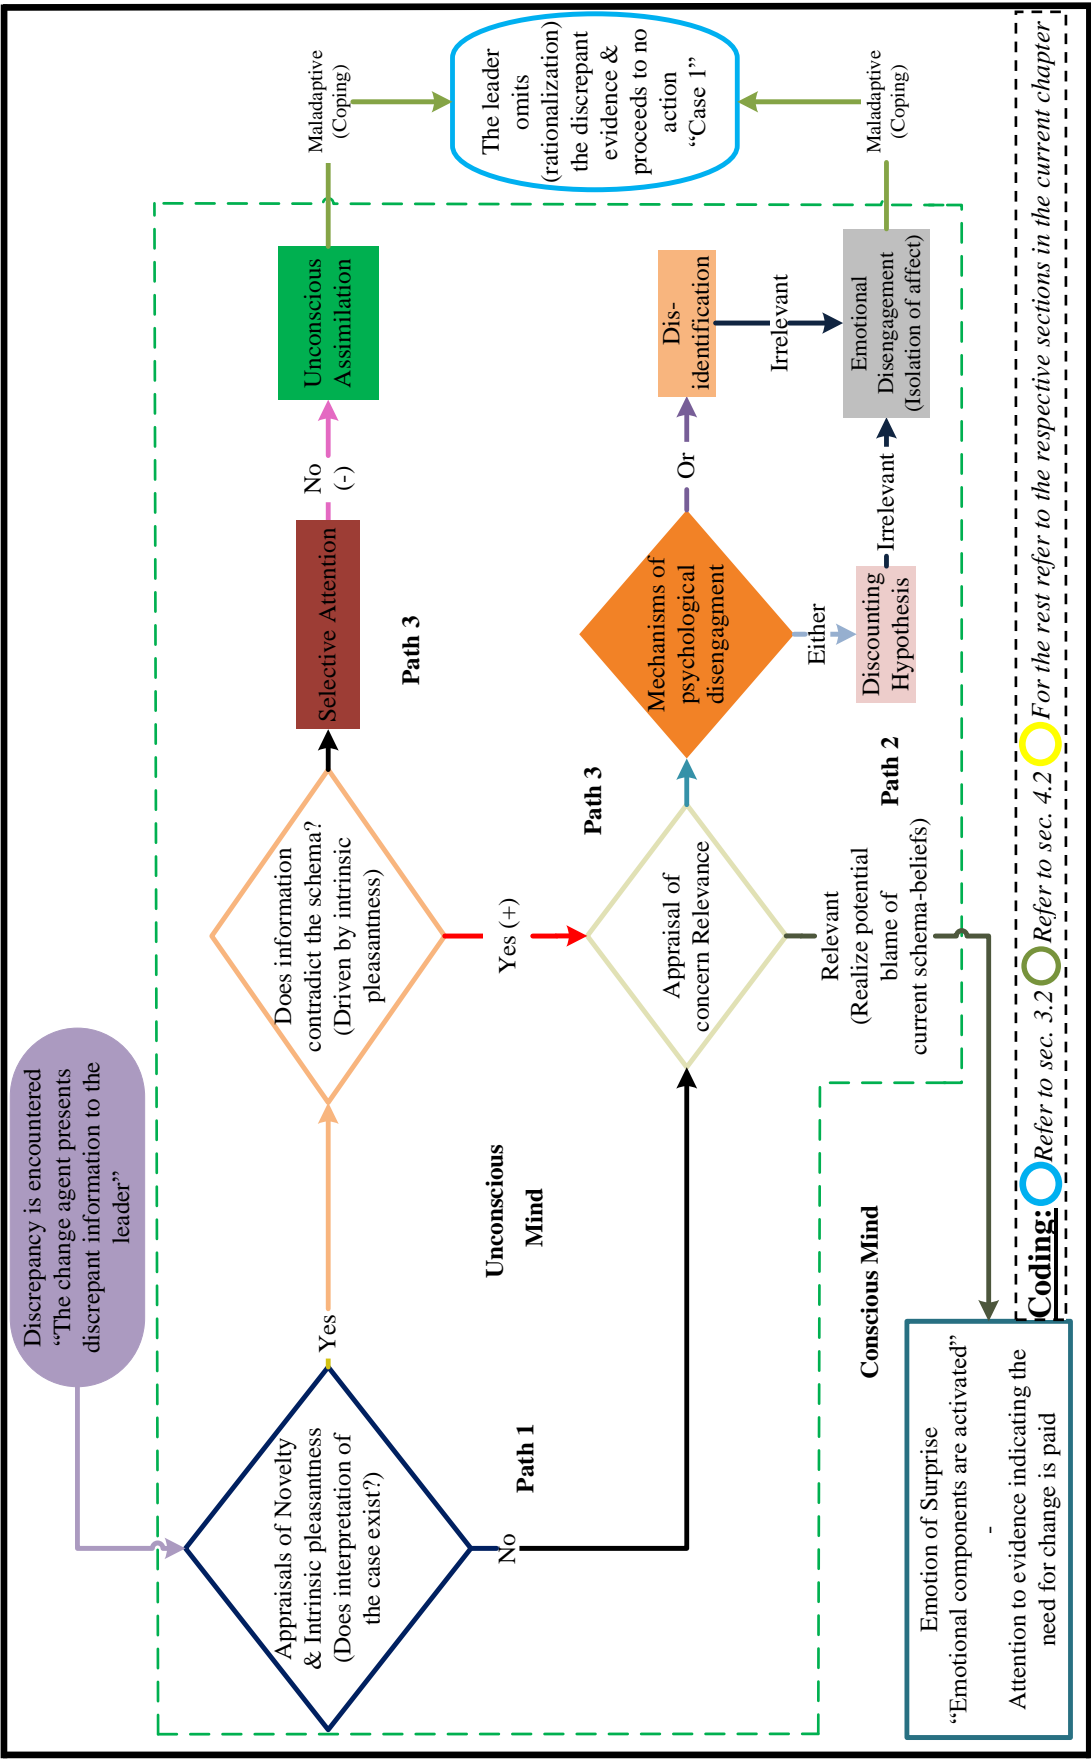 Discrepancy is encountered
“The change agent presents
discrepant information to the
leader”
Appraisals of Novelty
& Intrinsic pleasantness
(Does interpretation of
the case exist?)
Yes
Does information
contradict the schema?
(Driven by intrinsic
pleasantness)
Selective Attention
No
(-)
Unconscious
Assimilation
Maladaptive
(Coping)
Path 3
Yes (+)
Unconscious
Mind
Path 1
No
Appraisal of
concern Relevance
Path 3
Mechanisms of
psychological
disengagment
Or
Dis-
identification
Irrelevant
The leader
omits
(rationalization)
the discrepant
evidence &
proceeds to no
action
“Case 1”
Either
Discounting
Hypothesis
Irrelevant
Emotional
Disengagement
(Isolation of affect)
Maladaptive
(Coping)
Path 2
Relevant
(Realize potential
blame of
current schema-beliefs)
Conscious Mind
Emotion of Surprise
“Emotional components are activated”
-
Attention to evidence indicating the
need for change is paid
Coding: Refer to sec. 3.2 Refer to sec. 4.2 For the rest refer to the respective sections in the current chapter